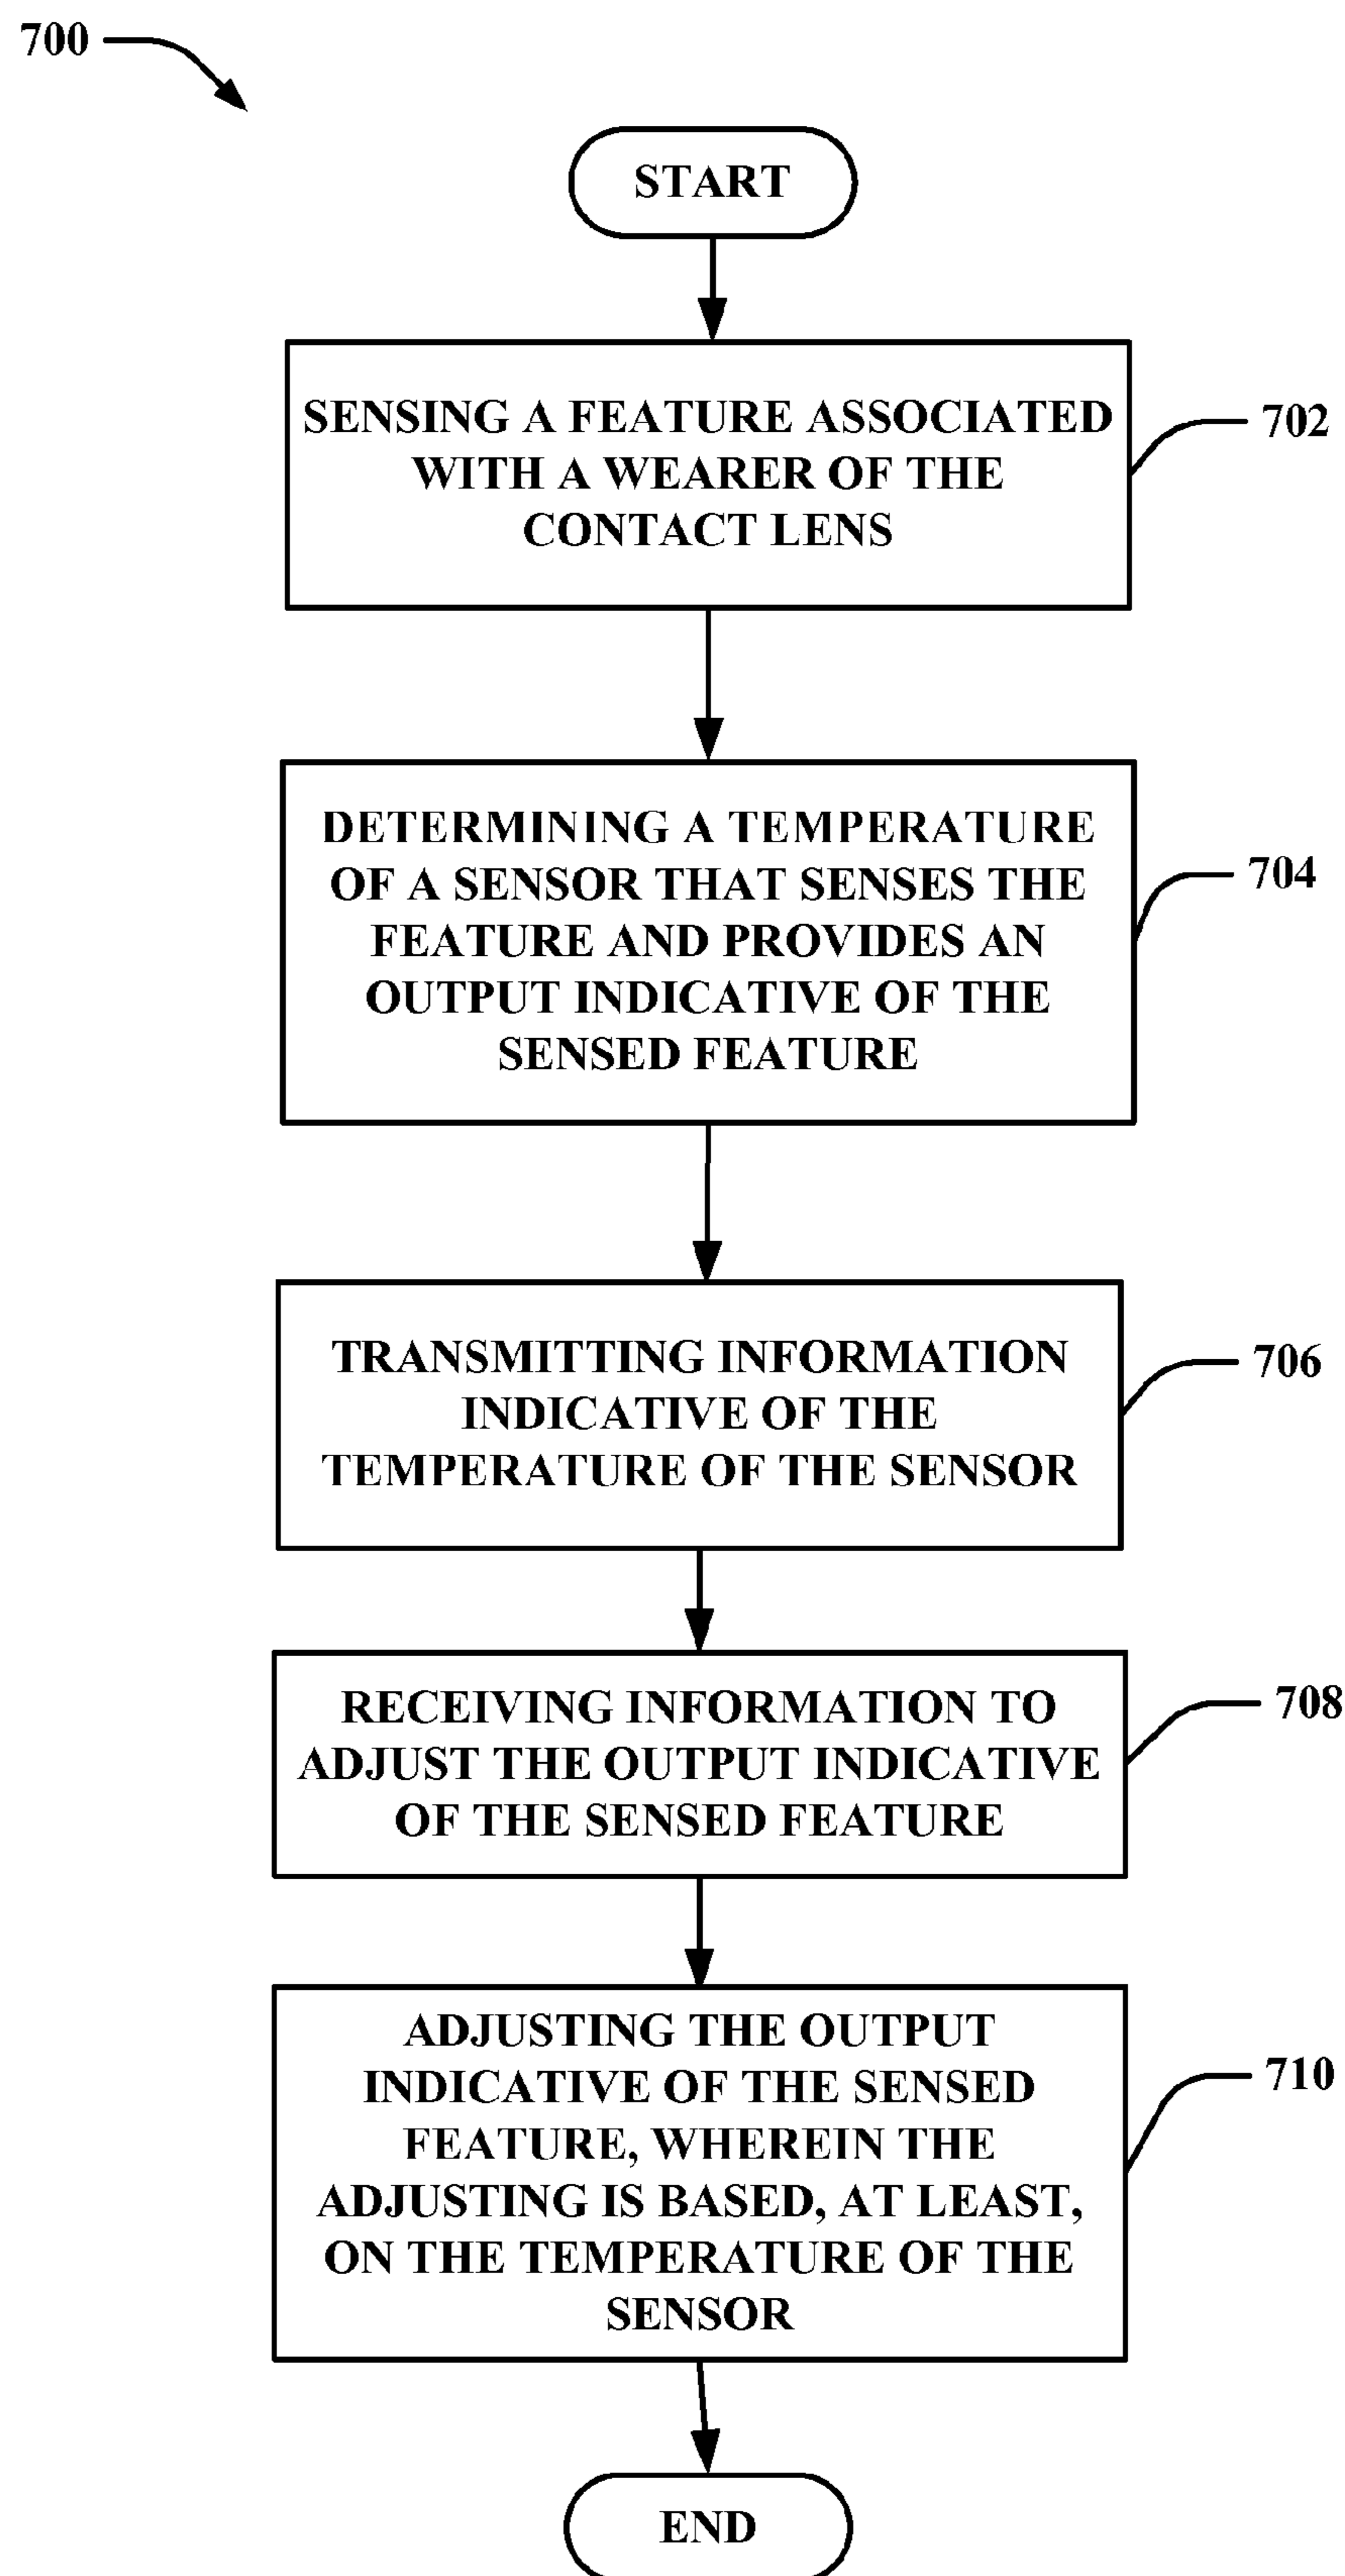 700
START
SENSING A FEATURE ASSOCIATED
WITH A WEARER OF THE
CONTACT LENS
702
DETERMINING A TEMPERATURE
OF A SENSOR THAT SENSES THE
FEATURE AND PROVIDES AN
OUTPUT INDICATIVE OF THE
SENSED FEATURE
704
TRANSMITTING INFORMATION
INDICATIVE OF THE
TEMPERATURE OF THE SENSOR
706
RECEIVING INFORMATION TO
ADJUST THE OUTPUT INDICATIVE
OF THE SENSED FEATURE
708
ADJUSTING THE OUTPUT
INDICATIVE OF THE SENSED
FEATURE, WHEREIN THE
ADJUSTING IS BASED, AT LEAST,
ON THE TEMPERATURE OF THE
SENSOR
710
END